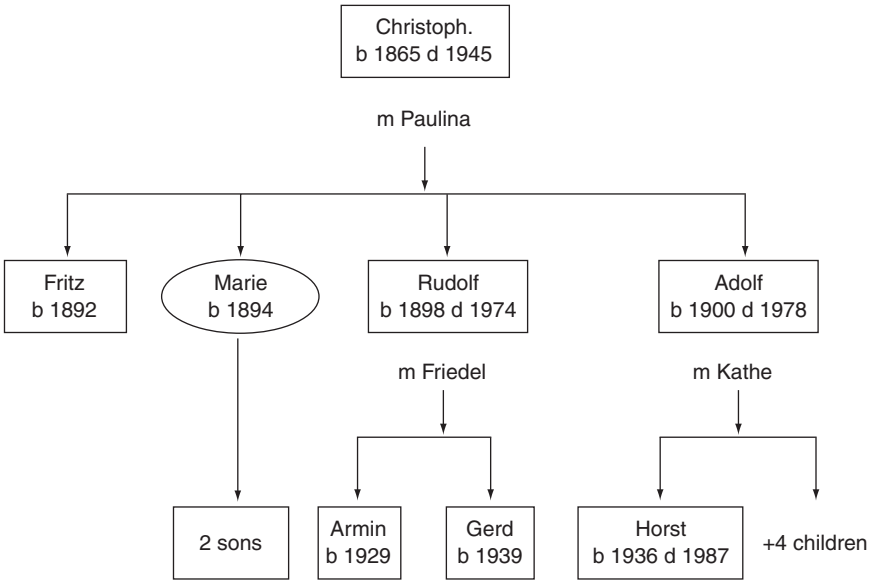 Christoph.
b 1865 d 1945
m Paulina
Fritz
b 1892
Marie
b 1894
Rudolf
b 1898 d 1974
Adolf
b 1900 d 1978
m Friedel
m Kathe
2 sons
Armin
b 1929
Gerd
b 1939
Horst
b 1936 d 1987
+4 children